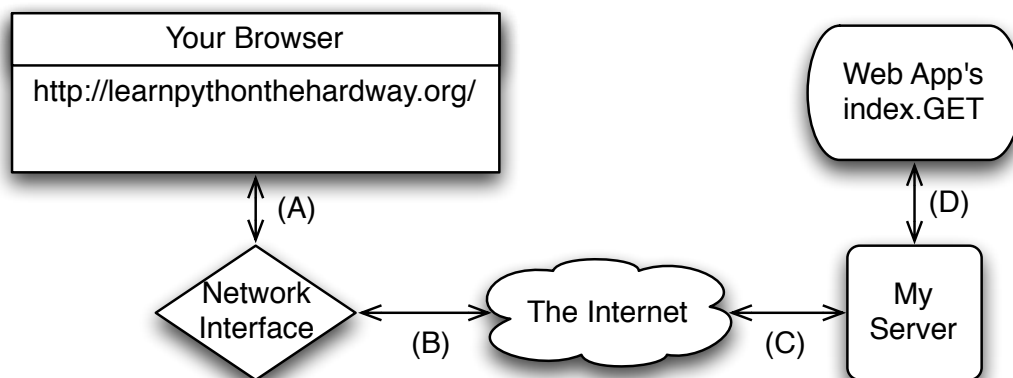 Your Browser
http://learnpythonthehardway.org/
Web App's
index.GET
(A)
(D)
Network
Interface
The Internet
My
Server
(B)
(C)